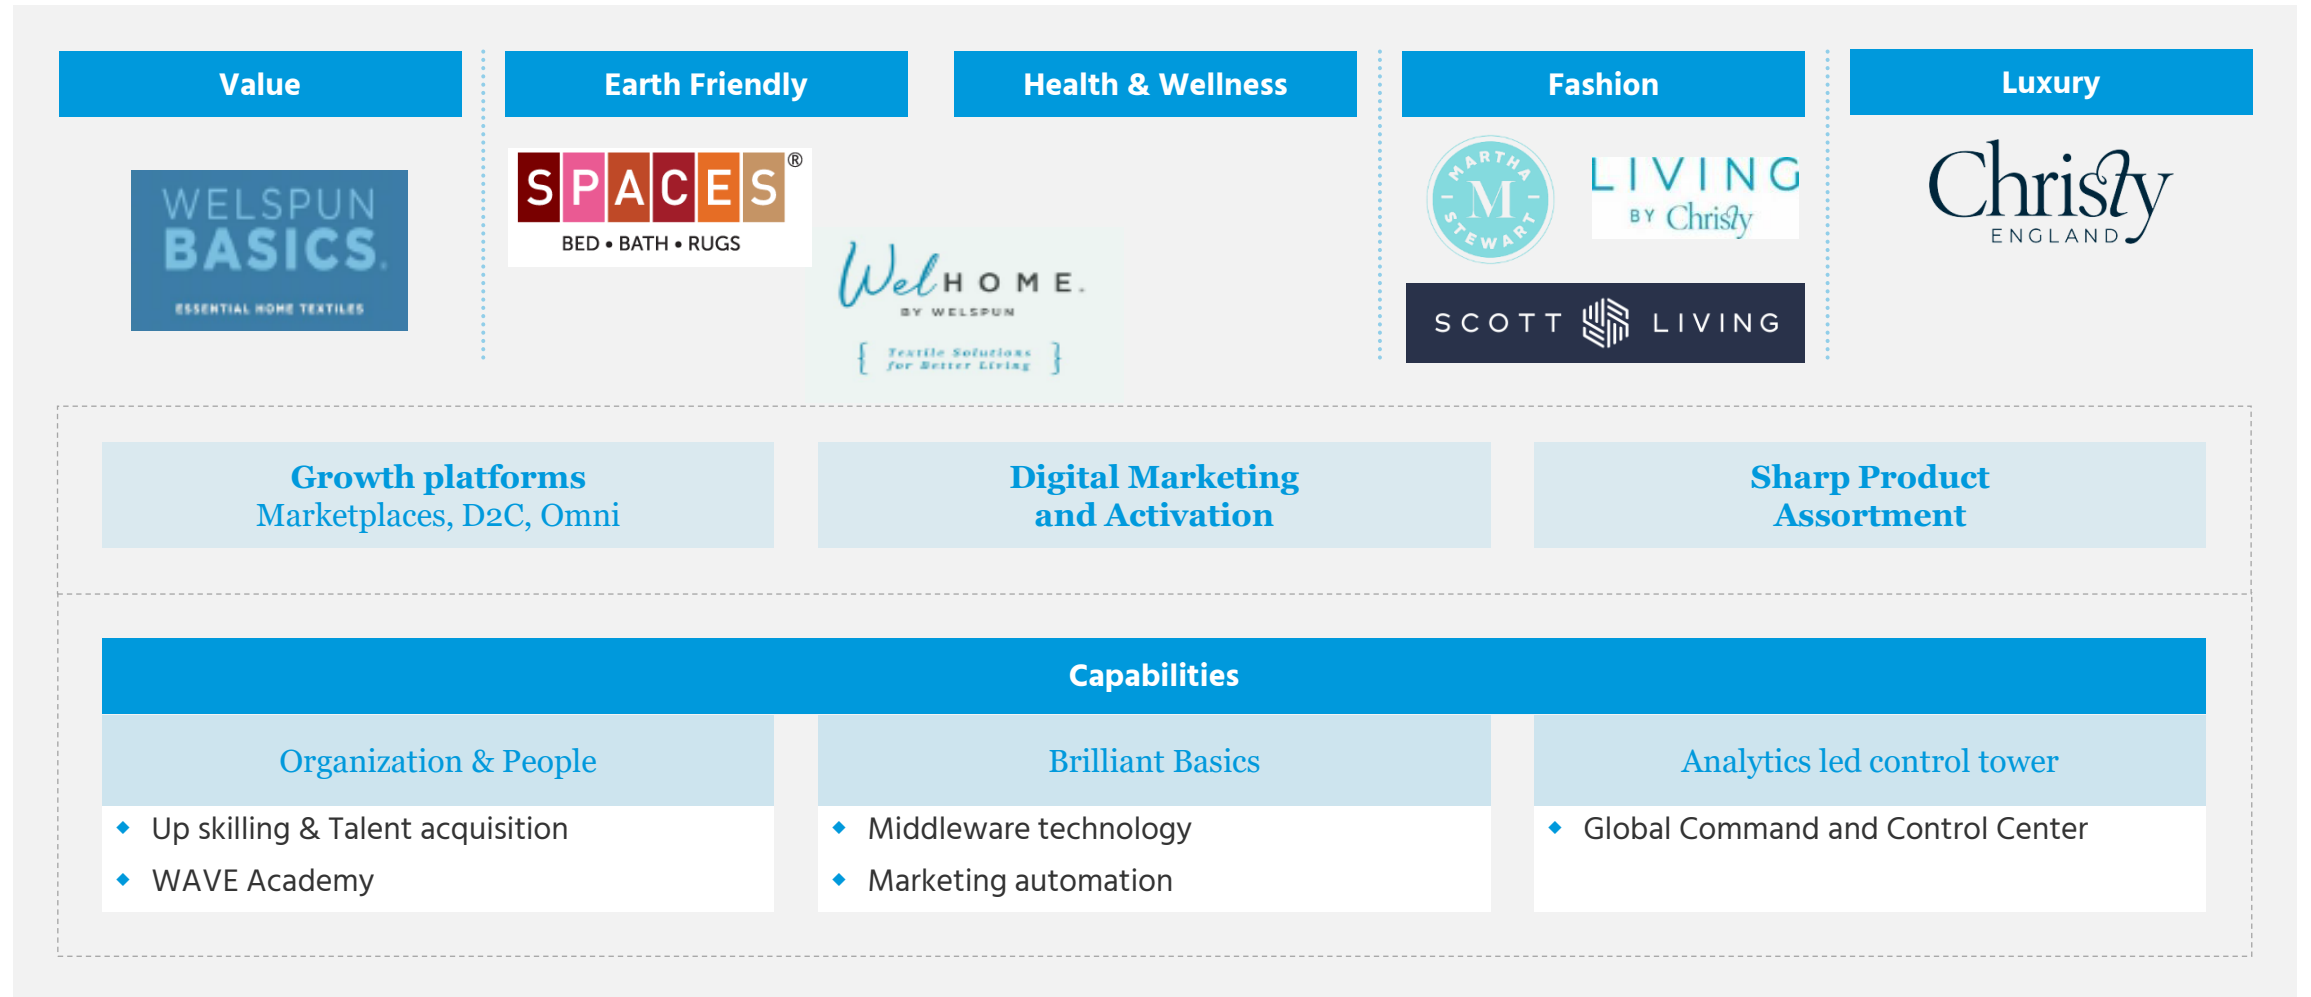 Value
Earth Friendly
Health & Wellness
Fashion
Luxury
WELSPUN
BASICS.
ESSENTIAL HOME TEXTILES
SPACES®
BED • BATH • RUGS
WelHOME.
BY WELSPUN
{ Textile Solutions
for Better Living }
MARTHA
M
STEWART
LIVING
BY Christy
SCOTT LIVING
Christy
ENGLAND
Growth platforms
Marketplaces, D2C, Omni
Digital Marketing
and Activation
Sharp Product
Assortment
Capabilities
Organization & People
Up skilling & Talent acquisition
WAVE Academy
Brilliant Basics
Middleware technology
Marketing automation
Analytics led control tower
Global Command and Control Center